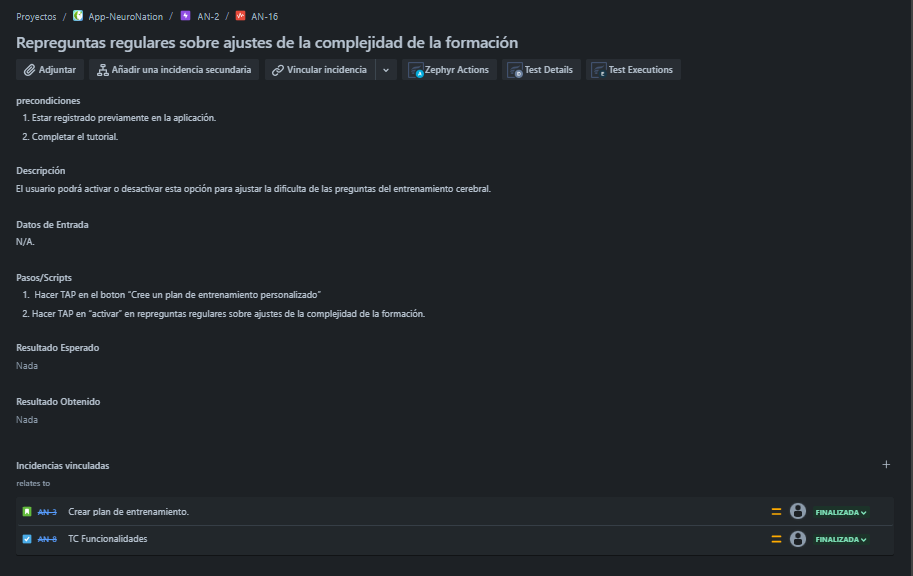 Proyectos / App-NeuroNation / AN-2 / AN-16
Repreguntas regulares sobre ajustes de la complejidad de la formación
Adjuntar Añadir una incidencia secundaria Vincular incidencia Zephyr Actions Test Details Test Executions
precondiciones
1. Estar registrado previamente en la aplicación.
2. Completar el tutorial.
Descripción
El usuario podrá activar o desactivar esta opción para ajustar la dificulta de las preguntas del entrenamiento cerebral.
Datos de Entrada
N/A.
Pasos/Scripts
1. Hacer TAP en el boton “Cree un plan de entrenamiento personalizado”
2. Hacer TAP en “activar” en repreguntas regulares sobre ajustes de la complejidad de la formación.
Resultado Esperado
Nada
Resultado Obtenido
Nada
Incidencias vinculadas
relates to
AN-3 Crear plan de entrenamiento. FINALIZADA
AN-8 TC Funcionalidades FINALIZADA